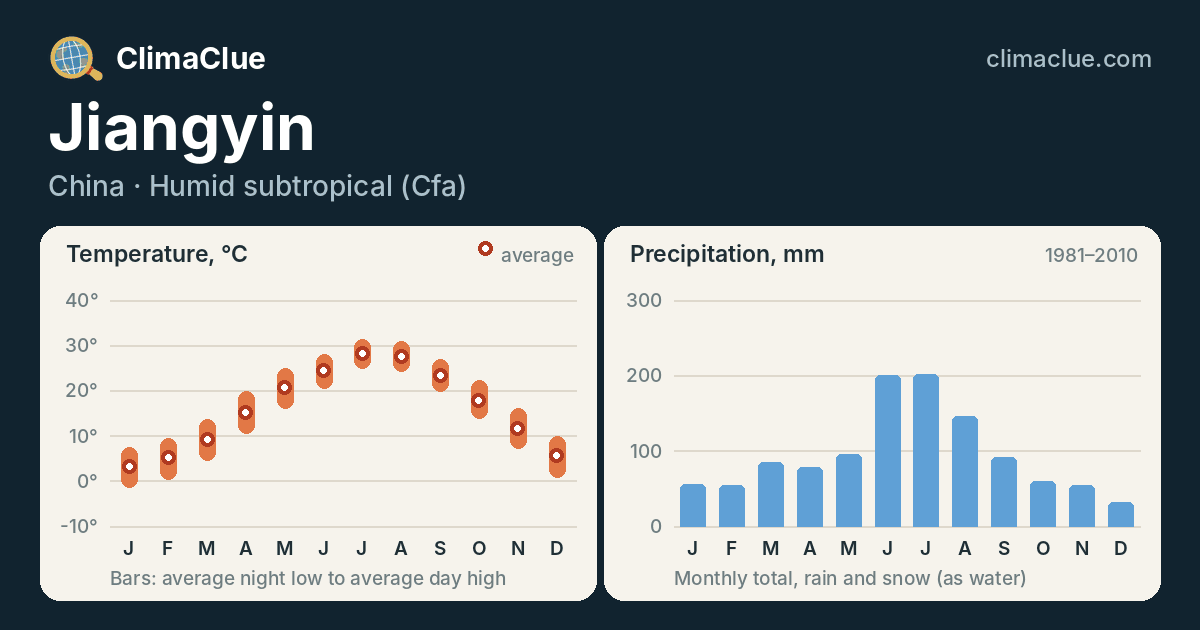 ClimaClue
climaclue.com
Jiangyin
China · Humid subtropical (Cfa)
Temperature, °C
average
40°
30°
20°
10°
0°
-10°
J F M A M J J A S O N D
Bars: average night low to average day high
Precipitation, mm
1981–2010
300
200
100
0
J F M A M J J A S O N D
Monthly total, rain and snow (as water)